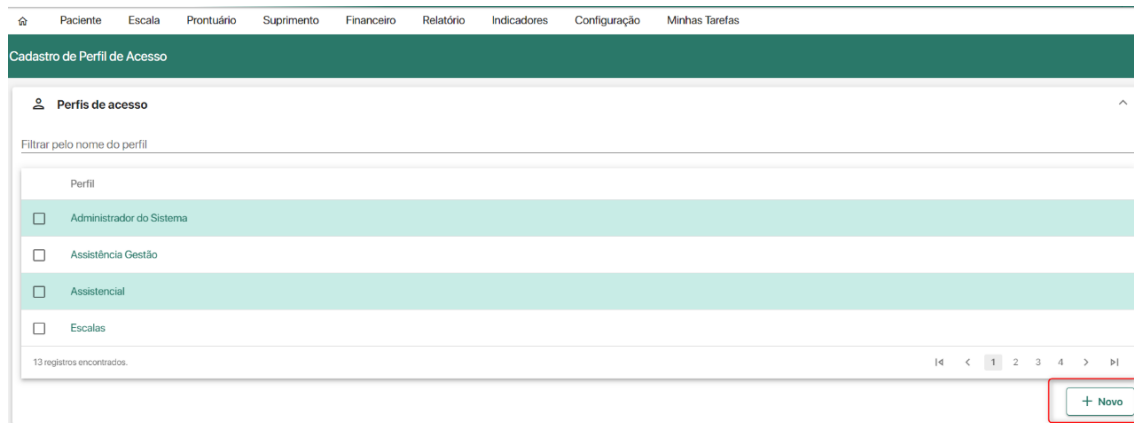 Paciente Escala Prontuário Suprimento Financeiro Relatório Indicadores Configuração Minhas Tarefas
Cadastro de Perfil de Acesso
Perfis de acesso
Filtrar pelo nome do perfil
Perfil
Administrador do Sistema
Assistência Gestão
Assistencial
Escalas
13 registros encontrados. 1 2 3 4
+ Novo